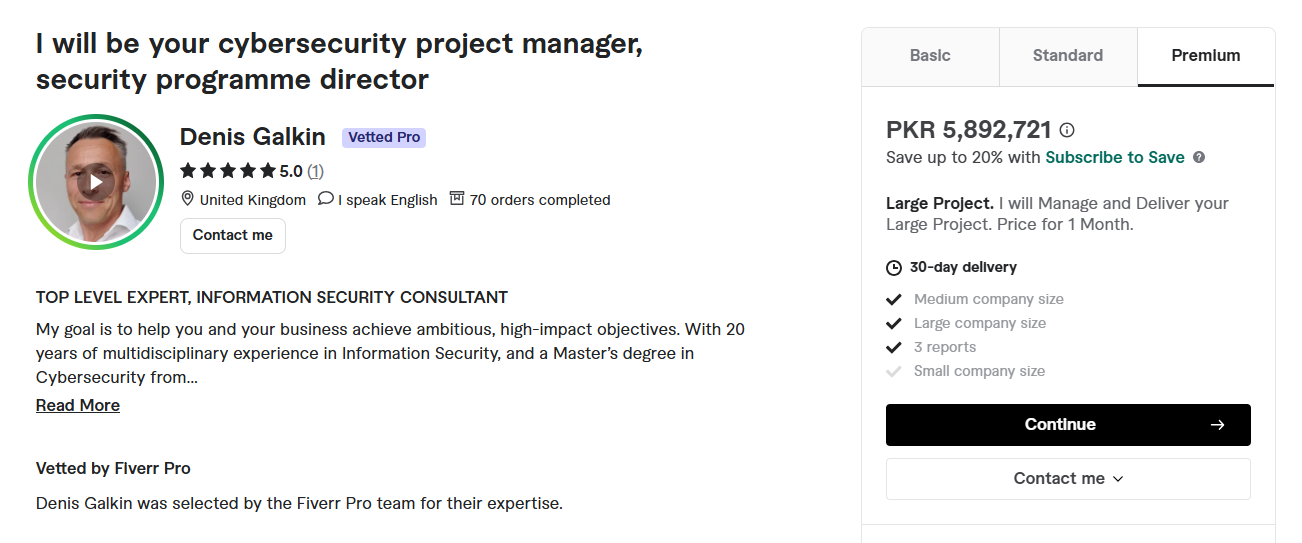 I will be your cybersecurity project manager,
security programme director
Denis Galkin
Vetted Pro
5.0 (1)
United Kingdom
I speak English
70 orders completed
Contact me
TOP LEVEL EXPERT, INFORMATION SECURITY CONSULTANT
My goal is to help you and your business achieve ambitious, high-impact objectives. With 20
years of multidisciplinary experience in Information Security, and a Master’s degree in
Cybersecurity from...
Read More
Vetted by Fiverr Pro
Denis Galkin was selected by the Fiverr Pro team for their expertise.
Basic
Standard
Premium
PKR 5,892,721
Save up to 20% with Subscribe to Save
Large Project. I will Manage and Deliver your
Large Project. Price for 1 Month.
30-day delivery
Medium company size
Large company size
3 reports
Small company size
Continue
Contact me